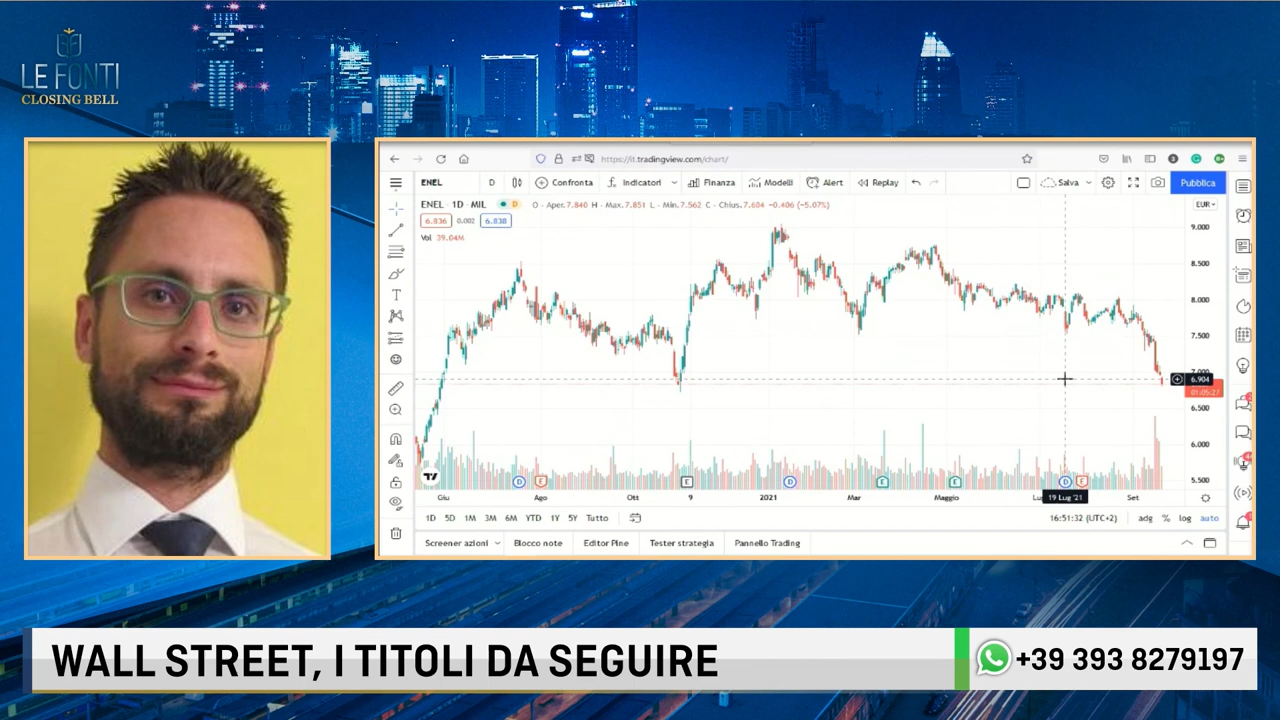 LE FONTI
CLOSING BELL
https://it.tradingview.com/chart/
ENEL D Confronta Indicatori Finanza Modelli Alert Replay Salva Pubblica
ENEL · 1D · MIL D O - Aper.7.840 H - Max.7.851 L - Min.7.562 C - Chius.7.604 −0.406 (−5.07%) EUR
6.836 0.002 6.838
Vol 39.04M
9.000
8.500
8.000
7.500
7.000
6.904
01:05:27
6.500
6.000
5.500
D E E D E E D E
Giu Ago Ott 9 2021 Mar Maggio Lu 19 Lug '21 Set
1D 5D 1M 3M 6M YTD 1Y 5Y Tutto 16:51:32 (UTC+2) adg % log auto
Screener azioni Blocco note Editor Pine Tester strategia Pannello Trading
WALL STREET, I TITOLI DA SEGUIRE
+39 393 8279197